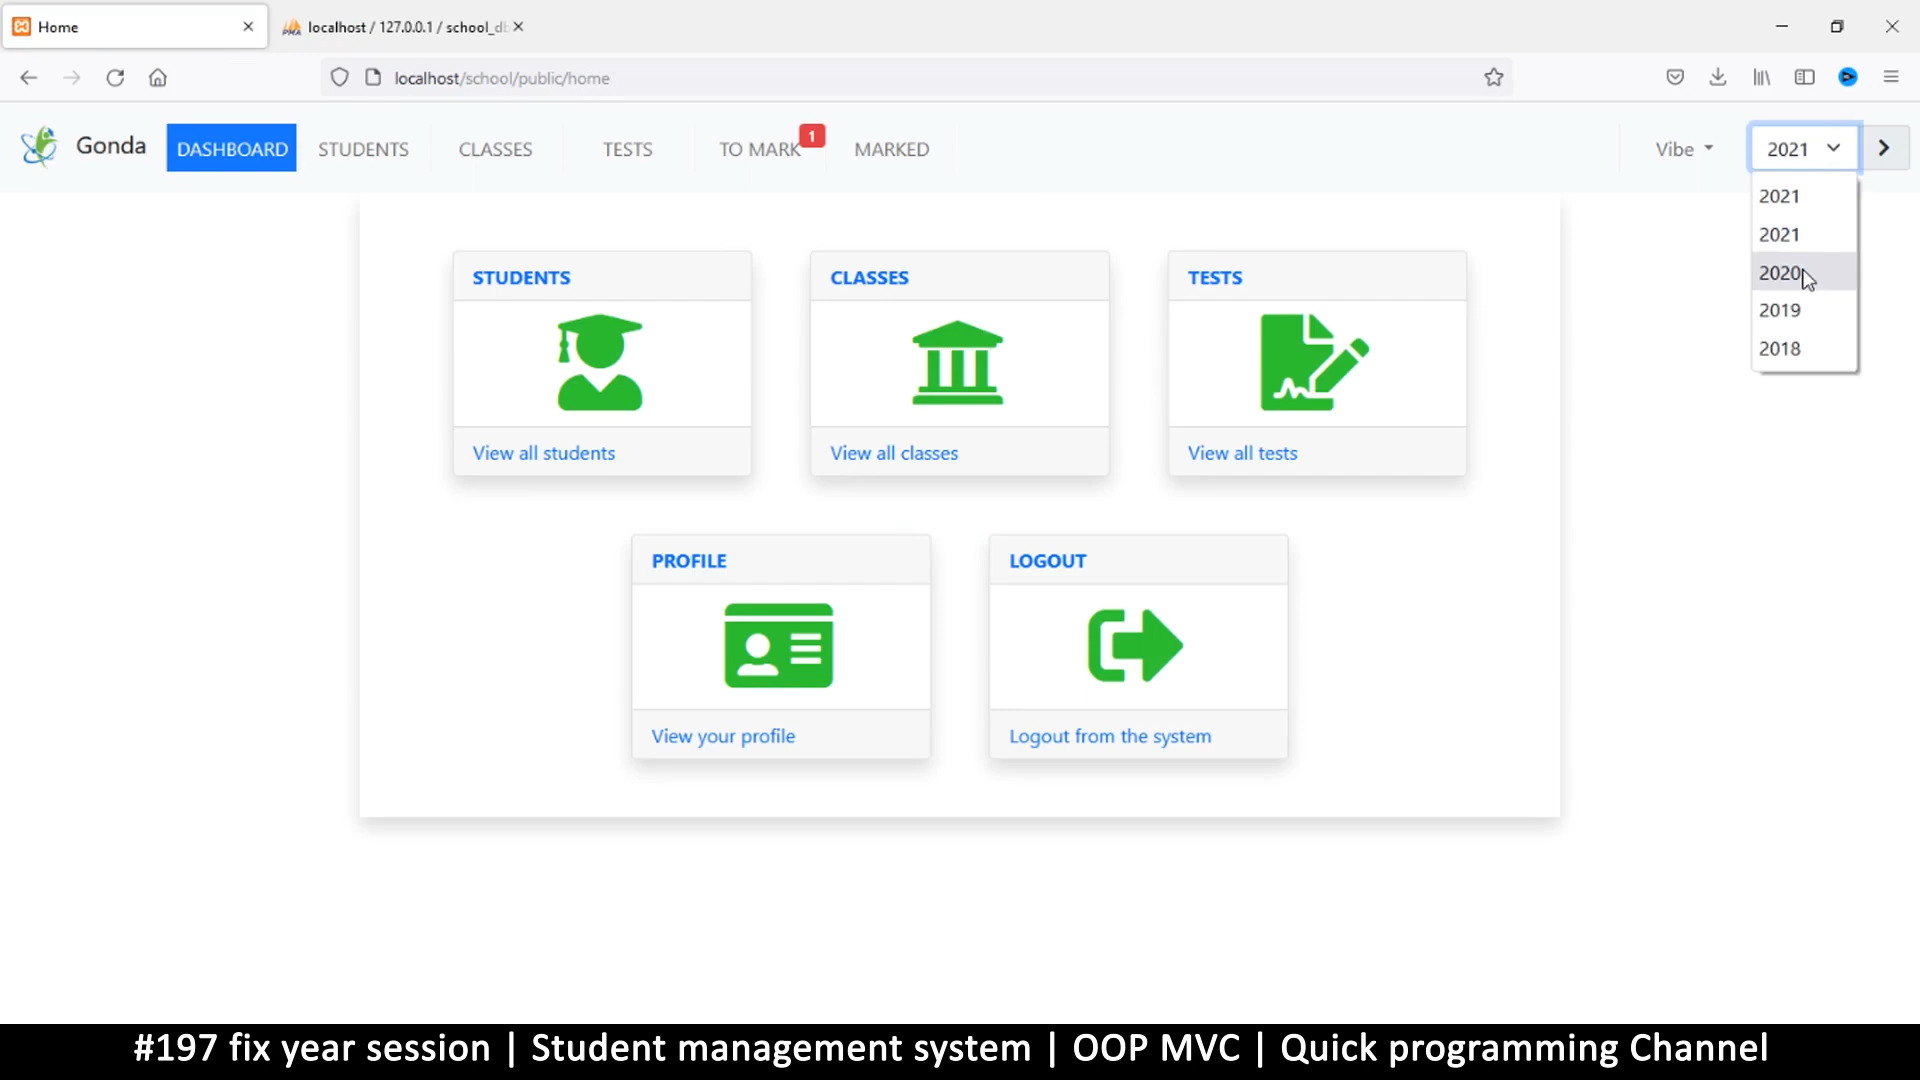 Home
localhost / 127.0.0.1 / school_db
localhost/school/public/home
Gonda
DASHBOARD
STUDENTS
CLASSES
TESTS
TO MARK
1
MARKED
Vibe
2021
2021
2021
2020
2019
2018
STUDENTS
CLASSES
TESTS
View all students
View all classes
View all tests
PROFILE
LOGOUT
View your profile
Logout from the system
#197 fix year session | Student management system | OOP MVC | Quick programming Channel